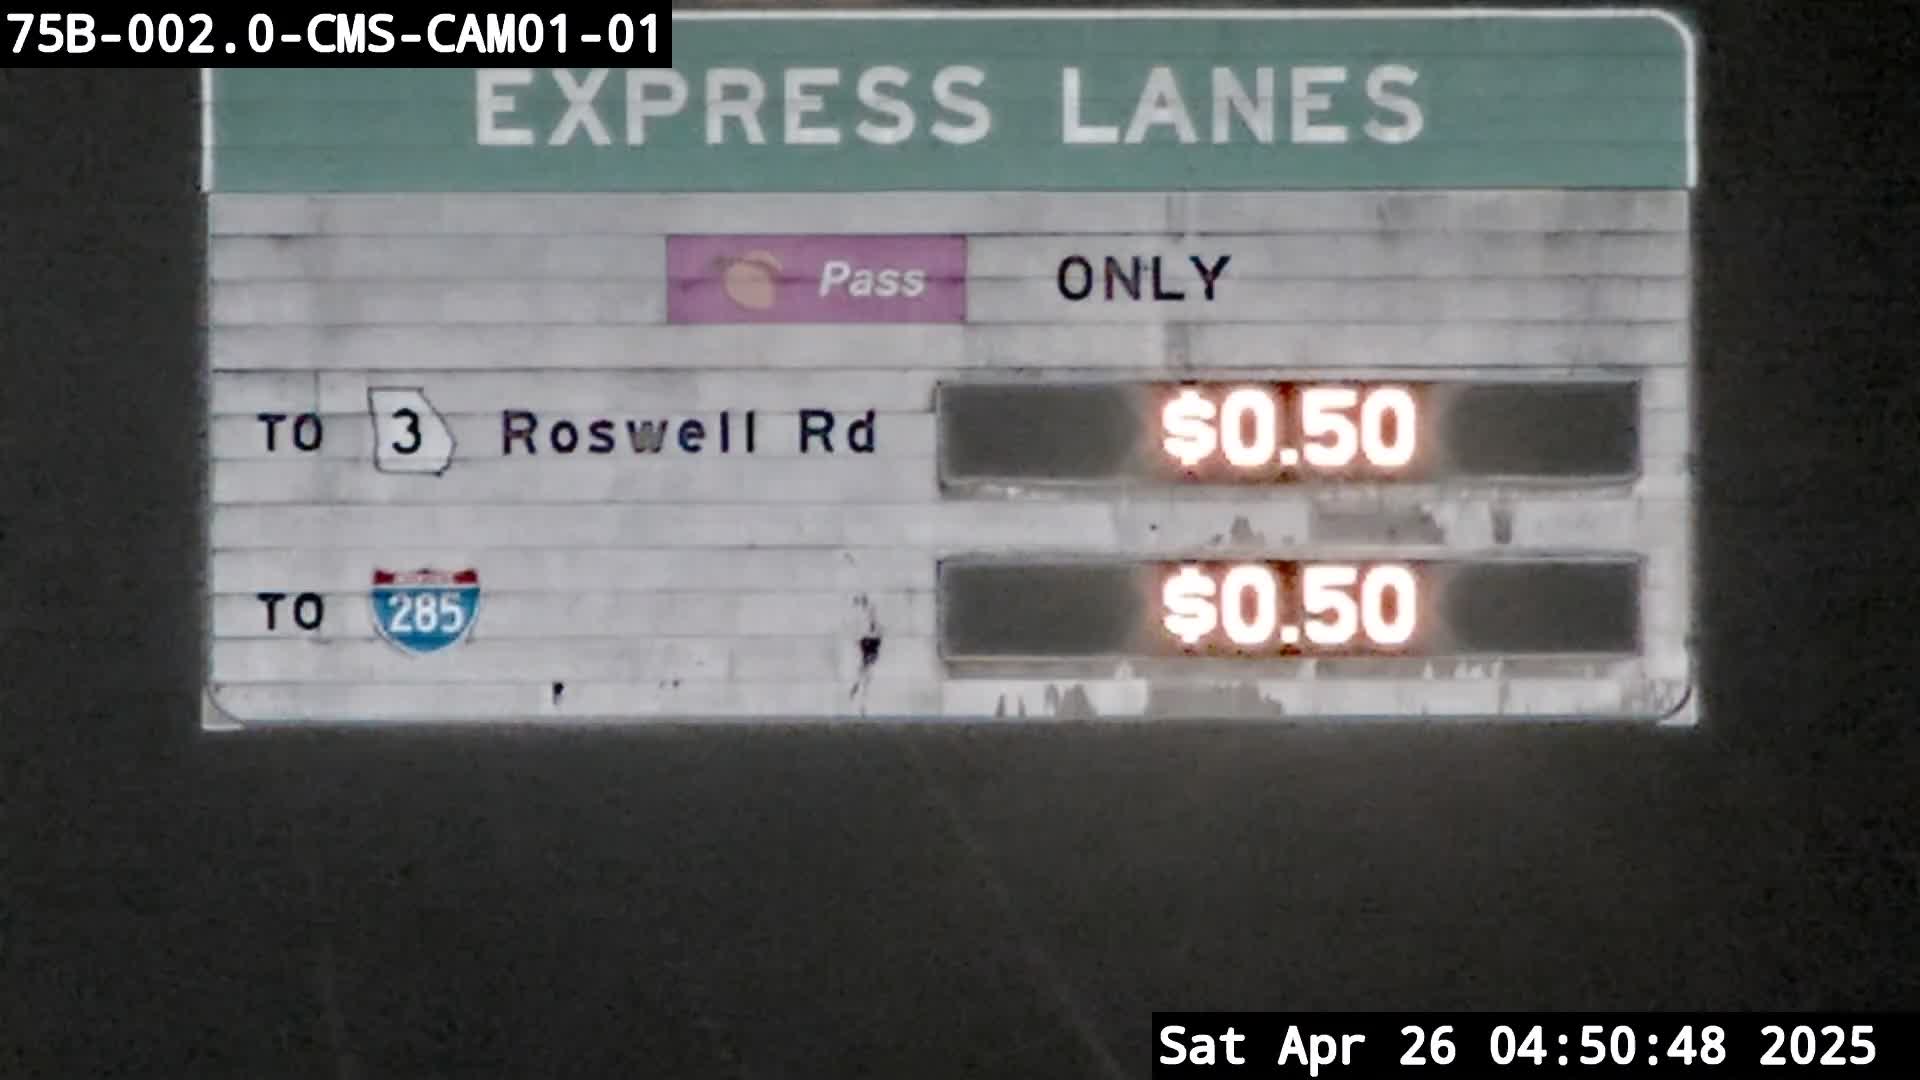 75B-002.0-CMS-CAM01-01
EXPRESS LANES
Pass ONLY
TO 3 Roswell Rd $0.50
TO 285 $0.50
Sat Apr 26 04:50:48 2025